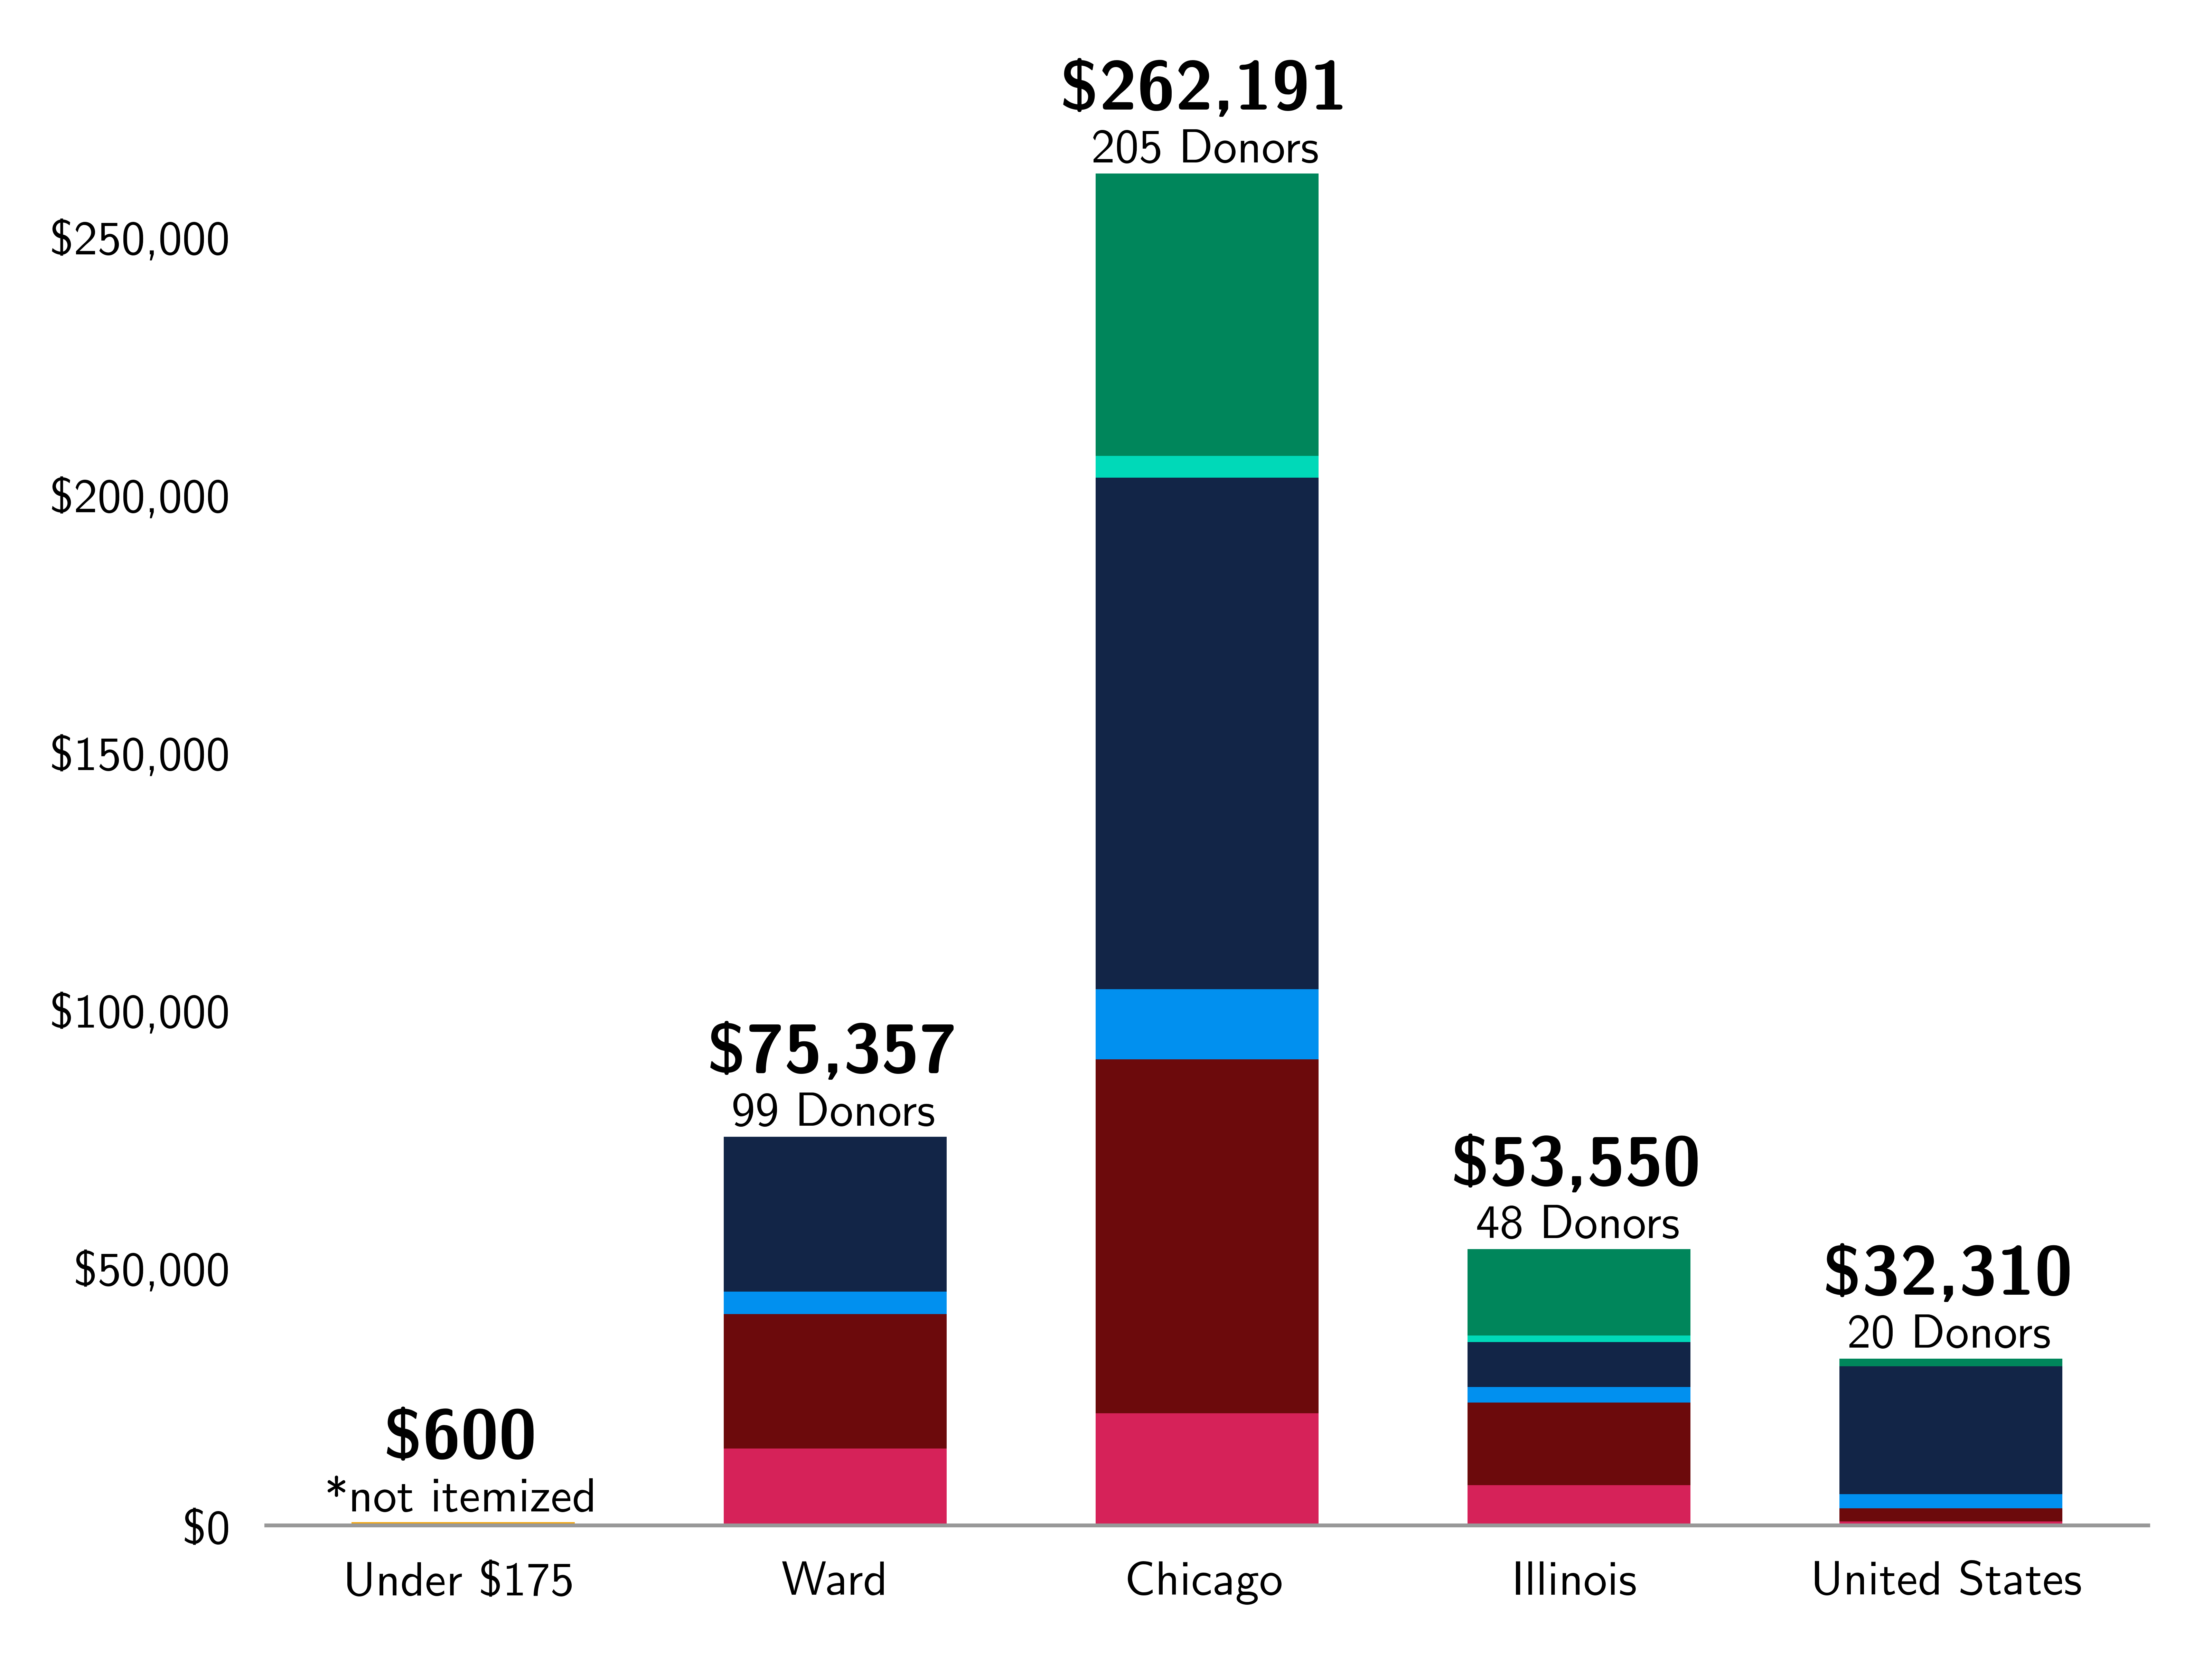 $262,191
205 Donors
$250,000
$200,000
$150,000
$100,000
$75,357
99 Donors
$53,550
48 Donors
$50,000
$32,310
20 Donors
$600
*not itemized
$0
Under $175
Ward
Chicago
Illinois
United States